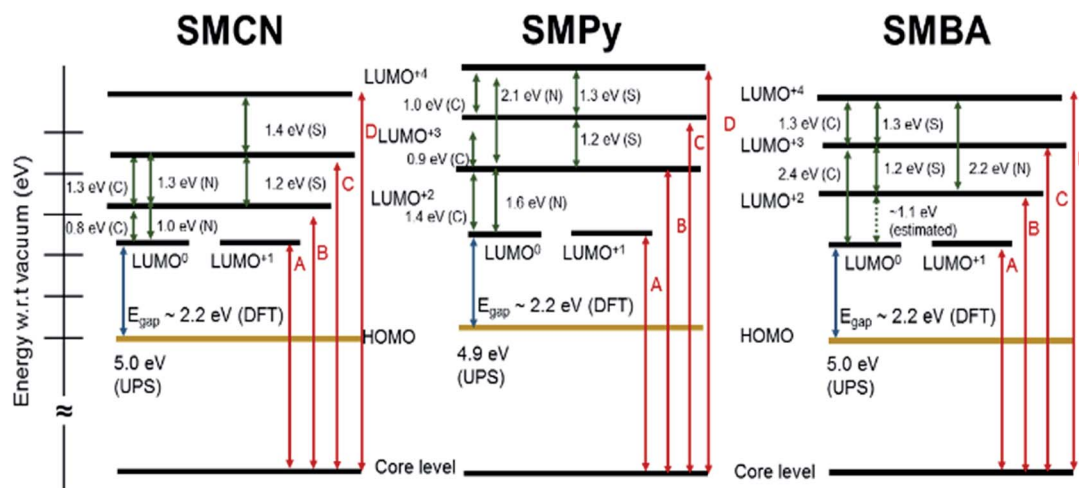 SMCN
SMPy
SMBA
Energy w.r.t vacuum (eV)
≈
1.4 eV (S)
1.3 eV (C)
1.3 eV (N)
1.2 eV (S)
0.8 eV (C)
1.0 eV (N)
LUMO⁰
LUMO⁺¹
A
B
C
D
E_gap ~ 2.2 eV (DFT)
5.0 eV
(UPS)
LUMO⁺⁴
LUMO⁺³
LUMO⁺²
HOMO
Core level
1.0 eV (C)
2.1 eV (N)
1.3 eV (S)
0.9 eV (C)
1.2 eV (S)
1.4 eV (C)
1.6 eV (N)
LUMO⁰
LUMO⁺¹
A
B
C
D
E_gap ~ 2.2 eV (DFT)
4.9 eV
(UPS)
LUMO⁺⁴
LUMO⁺³
LUMO⁺²
HOMO
Core level
1.3 eV (C)
1.3 eV (S)
2.4 eV (C)
1.2 eV (S)
2.2 eV (N)
~1.1 eV
(estimated)
LUMO⁰
LUMO⁺¹
A
B
C
E_gap ~ 2.2 eV (DFT)
5.0 eV
(UPS)